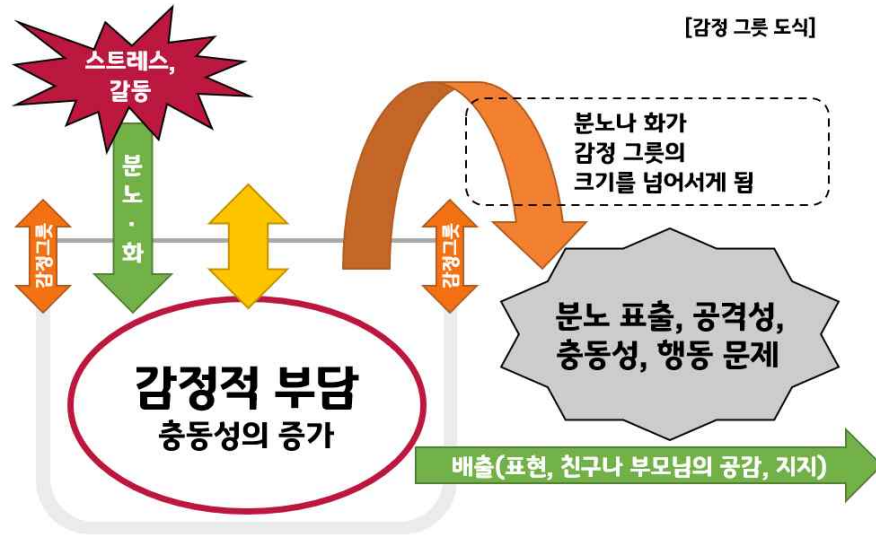 [감정 그릇 도식]
스트레스,
갈등
분노·화
분노나 화가
감정 그릇의
크기를 넘어서게 됨
감정그릇
감정그릇
분노 표출, 공격성,
충동성, 행동 문제
감정적 부담
충동성의 증가
배출(표현, 친구나 부모님의 공감, 지지)